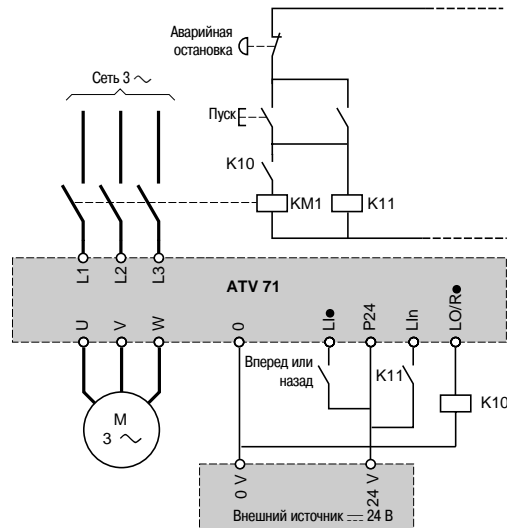 Аварийная
остановка
Сеть 3 ~
Пуск
K10
KM1
K11
L1
L2
L3
ATV 71
U
V
W
0
LI●
P24
LIn
LO/R●
Вперед или
назад
K11
K10
M
3 ~
0 V
24 V
Внешний источник ⎓ 24 В